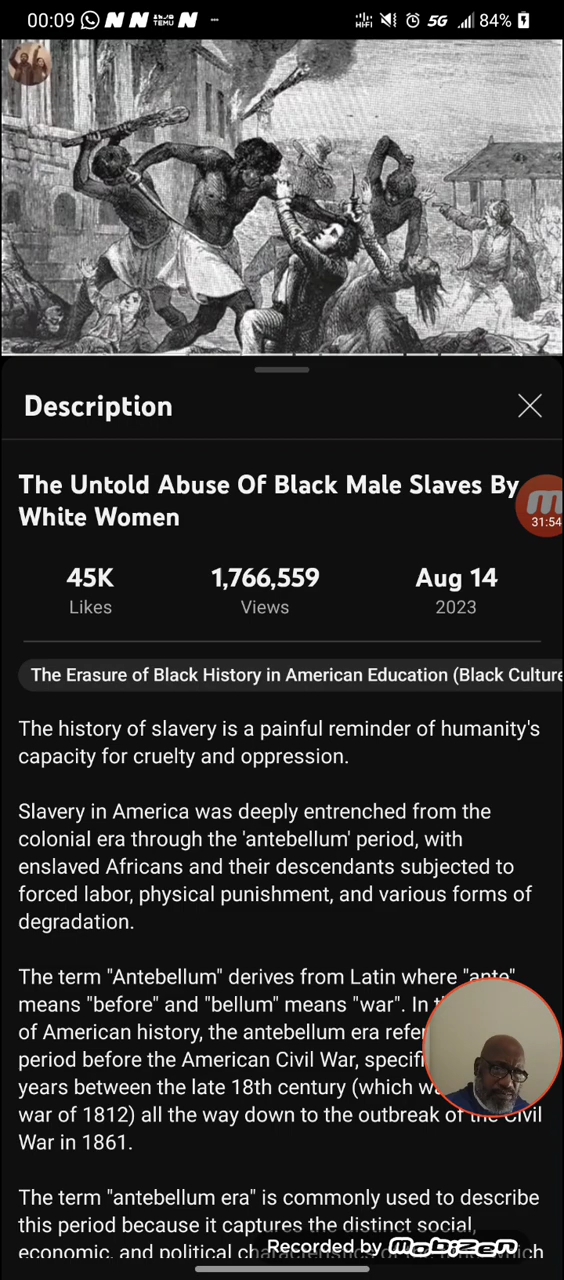 00:09 N N TEMU N 5G 84%
Description
The Untold Abuse Of Black Male Slaves By
White Women
31:54
45K 1,766,559 Aug 14
Likes Views 2023
The Erasure of Black History in American Education (Black Culture
The history of slavery is a painful reminder of humanity's
capacity for cruelty and oppression.
Slavery in America was deeply entrenched from the
colonial era through the 'antebellum' period, with
enslaved Africans and their descendants subjected to
forced labor, physical punishment, and various forms of
degradation.
The term "Antebellum" derives from Latin where "ante"
means "before" and "bellum" means "war". In
of American history, the antebellum era
period before the American Civil War,
years between the late 18th century (which
war of 1812) all the way down to the outbreak of the Civil
War in 1861.
The term "antebellum era" is commonly used to describe
this period because it captures the distinct social,
economic, and political
Recorded by Mobizen